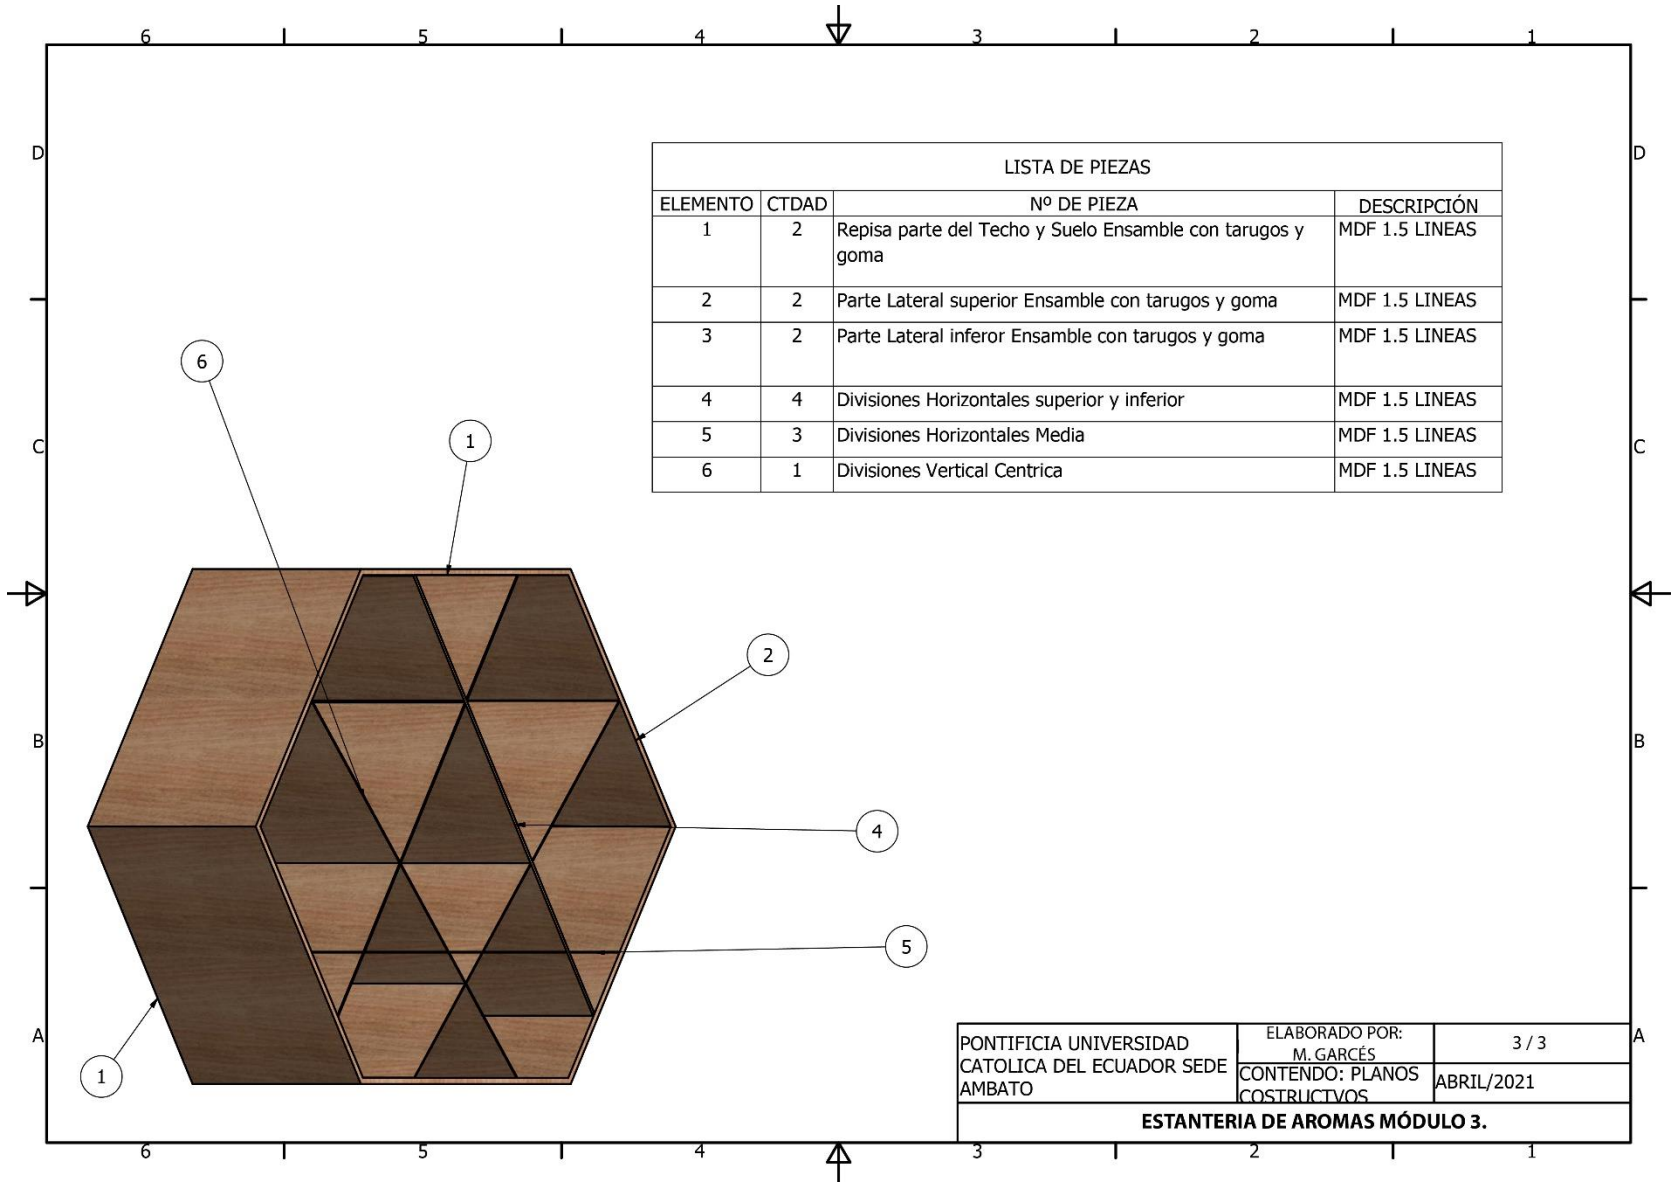 6 5 4 3 2 1
D D
LISTA DE PIEZAS
ELEMENTO CTDAD Nº DE PIEZA DESCRIPCIÓN
1 2 Repisa parte del Techo y Suelo Ensamble con tarugos y MDF 1.5 LINEAS
goma
2 2 Parte Lateral superior Ensamble con tarugos y goma MDF 1.5 LINEAS
3 2 Parte Lateral inferor Ensamble con tarugos y goma MDF 1.5 LINEAS
4 4 Divisiones Horizontales superior y inferior MDF 1.5 LINEAS
5 3 Divisiones Horizontales Media MDF 1.5 LINEAS
6 1 Divisiones Vertical Centrica MDF 1.5 LINEAS
6
1
C C
2
B B
4
5
1
A A
PONTIFICIA UNIVERSIDAD
CATOLICA DEL ECUADOR SEDE
AMBATO
ELABORADO POR:
M. GARCÉS
3 / 3
CONTENDO: PLANOS
COSTRUCTVOS
ABRIL/2021
ESTANTERIA DE AROMAS MÓDULO 3.
6 5 4 3 2 1